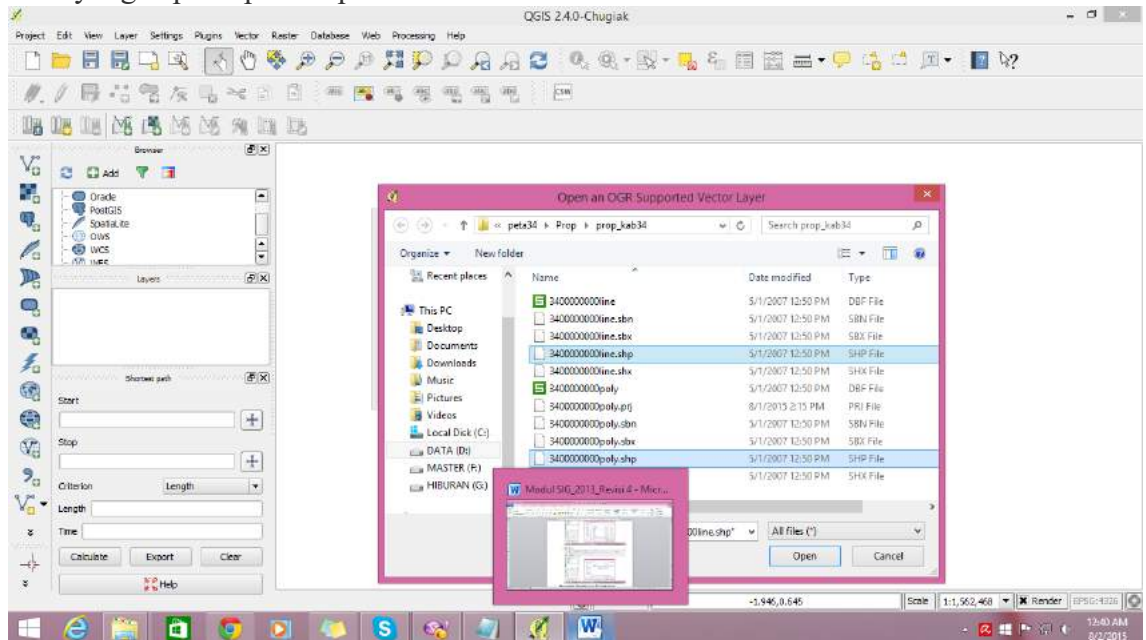 QGIS 2.4.0-Chugiak
Project Edit View Layer Settings Plugins Vector Raster Database Web Processing Help
CSW
Browser
Add
Oracle
PostGIS
SpatiaLite
OWS
WCS
WFS
Layers
Shortest path
Start
Stop
Criterion Length
Length
Time
Calculate Export Clear
Help
Open an OGR Supported Vector Layer
« peta34 Prop prop_kab34 Search prop_kab34
Organize New folder
Recent places
This PC
Desktop
Documents
Downloads
Music
Pictures
Videos
Local Disk (C:)
DATA (D:)
MASTER (F:)
HIBURAN (G:)
Name Date modified Type
3400000000line 5/1/2007 12:50 PM DBF File
3400000000line.sbn 5/1/2007 12:50 PM SBN File
3400000000line.sbx 5/1/2007 12:50 PM SBX File
3400000000line.shp 5/1/2007 12:50 PM SHP File
3400000000line.shx 5/1/2007 12:50 PM SHX File
3400000000poly 5/1/2007 12:50 PM DBF File
3400000000poly.prj 8/1/2015 2:15 PM PRJ File
3400000000poly.sbn 5/1/2007 12:50 PM SBN File
3400000000poly.sbx 5/1/2007 12:50 PM SBX File
3400000000poly.shp 5/1/2007 12:50 PM SHP File
5/1/2007 12:50 PM SHX File
Modul SIG_2013_Revisi 4 - Micr...
00line.shp" All files (*)
Open Cancel
-1.946,0.645 Scale 1:1,562,468 Render EPSG:4326
12:40 AM
8/2/2015